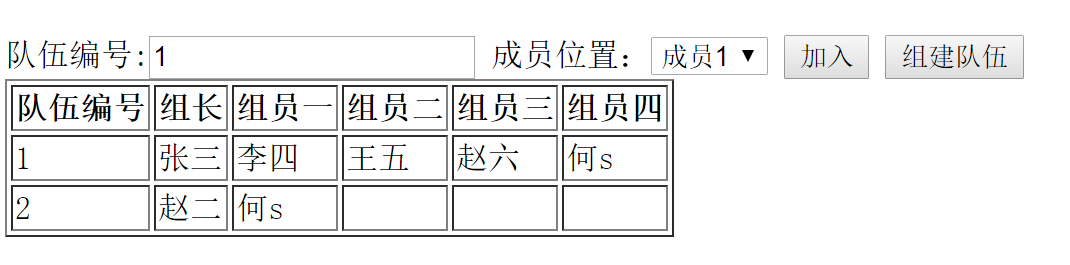 队伍编号:1 成员位置：成员1 加入 组建队伍
队伍编号 组长 组员一 组员二 组员三 组员四
1 张三 李四 王五 赵六 何s
2 赵二 何s